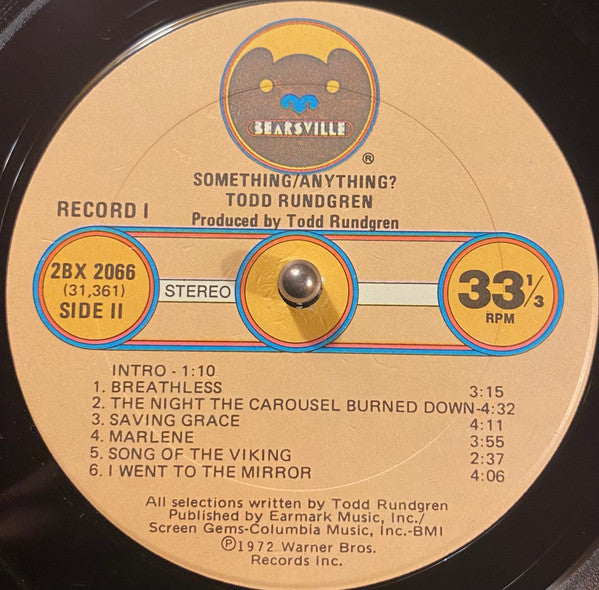 BEARSVILLE
®
SOMETHING/ANYTHING?
TODD RUNDGREN
Produced by Todd Rundgren
RECORD I
2BX 2066
(31,361)
SIDE II
STEREO
33 1/3
RPM
INTRO - 1:10
1. BREATHLESS 3:15
2. THE NIGHT THE CAROUSEL BURNED DOWN-4:32
3. SAVING GRACE 4:11
4. MARLENE 3:55
5. SONG OF THE VIKING 2:37
6. I WENT TO THE MIRROR 4:06
All selections written by Todd Rundgren
Published by Earmark Music, Inc./
Screen Gems-Columbia Music, Inc.-BMI
℗1972 Warner Bros.
Records Inc.